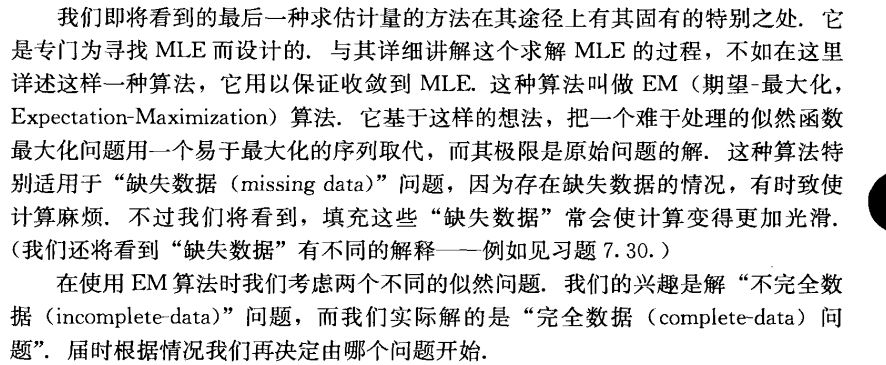 我们即将看到的最后一种求估计量的方法在其途径上有其固有的特别之处. 它
是专门为寻找 MLE 而设计的. 与其详细讲解这个求解 MLE 的过程, 不如在这里
详述这样一种算法, 它用以保证收敛到 MLE. 这种算法叫做 EM (期望-最大化,
Expectation-Maximization) 算法. 它基于这样的想法, 把一个难于处理的似然函数
最大化问题用一个易于最大化的序列取代, 而其极限是原始问题的解. 这种算法特
别适用于“缺失数据 (missing data)”问题, 因为存在缺失数据的情况, 有时致使
计算麻烦. 不过我们将看到, 填充这些“缺失数据”常会使计算变得更加光滑.
(我们还将看到“缺失数据”有不同的解释——例如见习题 7.30.)
在使用 EM 算法时我们考虑两个不同的似然问题. 我们的兴趣是解“不完全数
据 (incomplete-data)”问题, 而我们实际解的是“完全数据 (complete-data) 问
题”. 届时根据情况我们再决定由哪个问题开始.